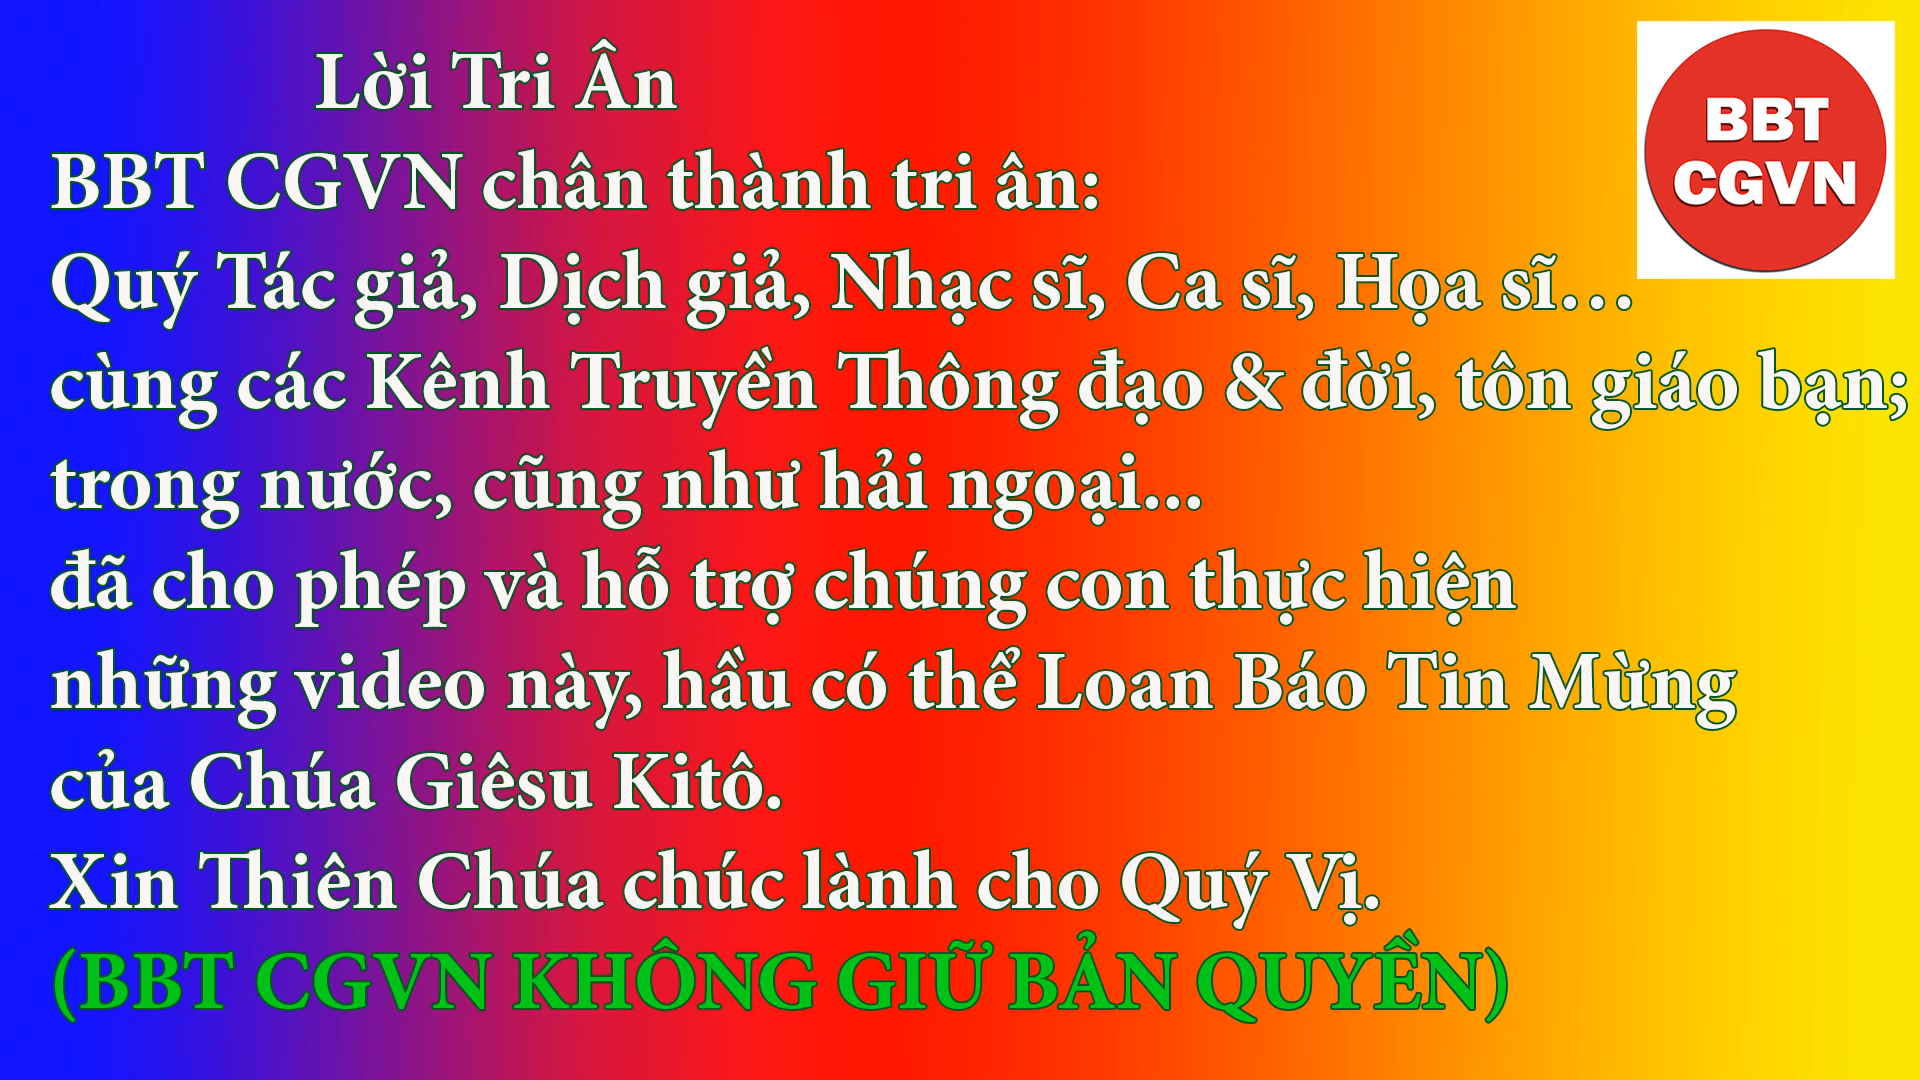 Lời Tri Ân
BBT
CGVN
BBT CGVN chân thành tri ân:
Quý Tác giả, Dịch giả, Nhạc sĩ, Ca sĩ, Họa sĩ…
cùng các Kênh Truyền Thông đạo & đời, tôn giáo bạn;
trong nước, cũng như hải ngoại...
đã cho phép và hỗ trợ chúng con thực hiện
những video này, hầu có thể Loan Báo Tin Mừng
của Chúa Giêsu Kitô.
Xin Thiên Chúa chúc lành cho Quý Vị.
(BBT CGVN KHÔNG GIỮ BẢN QUYỀN)